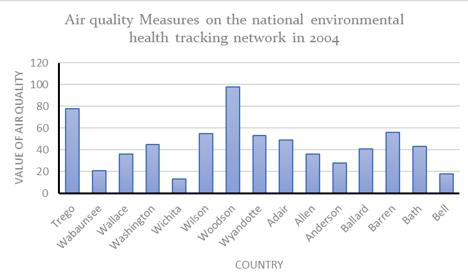 Air quality Measures on the national environmental
health tracking network in 2004
VALUE OF AIR QUALITY
120
100
80
60
40
20
0
Trego
Wabaunsee
Wallace
Washington
Wichita
Wilson
Woodson
Wyandotte
Adair
Allen
Anderson
Ballard
Barren
Bath
Bell
COUNTRY